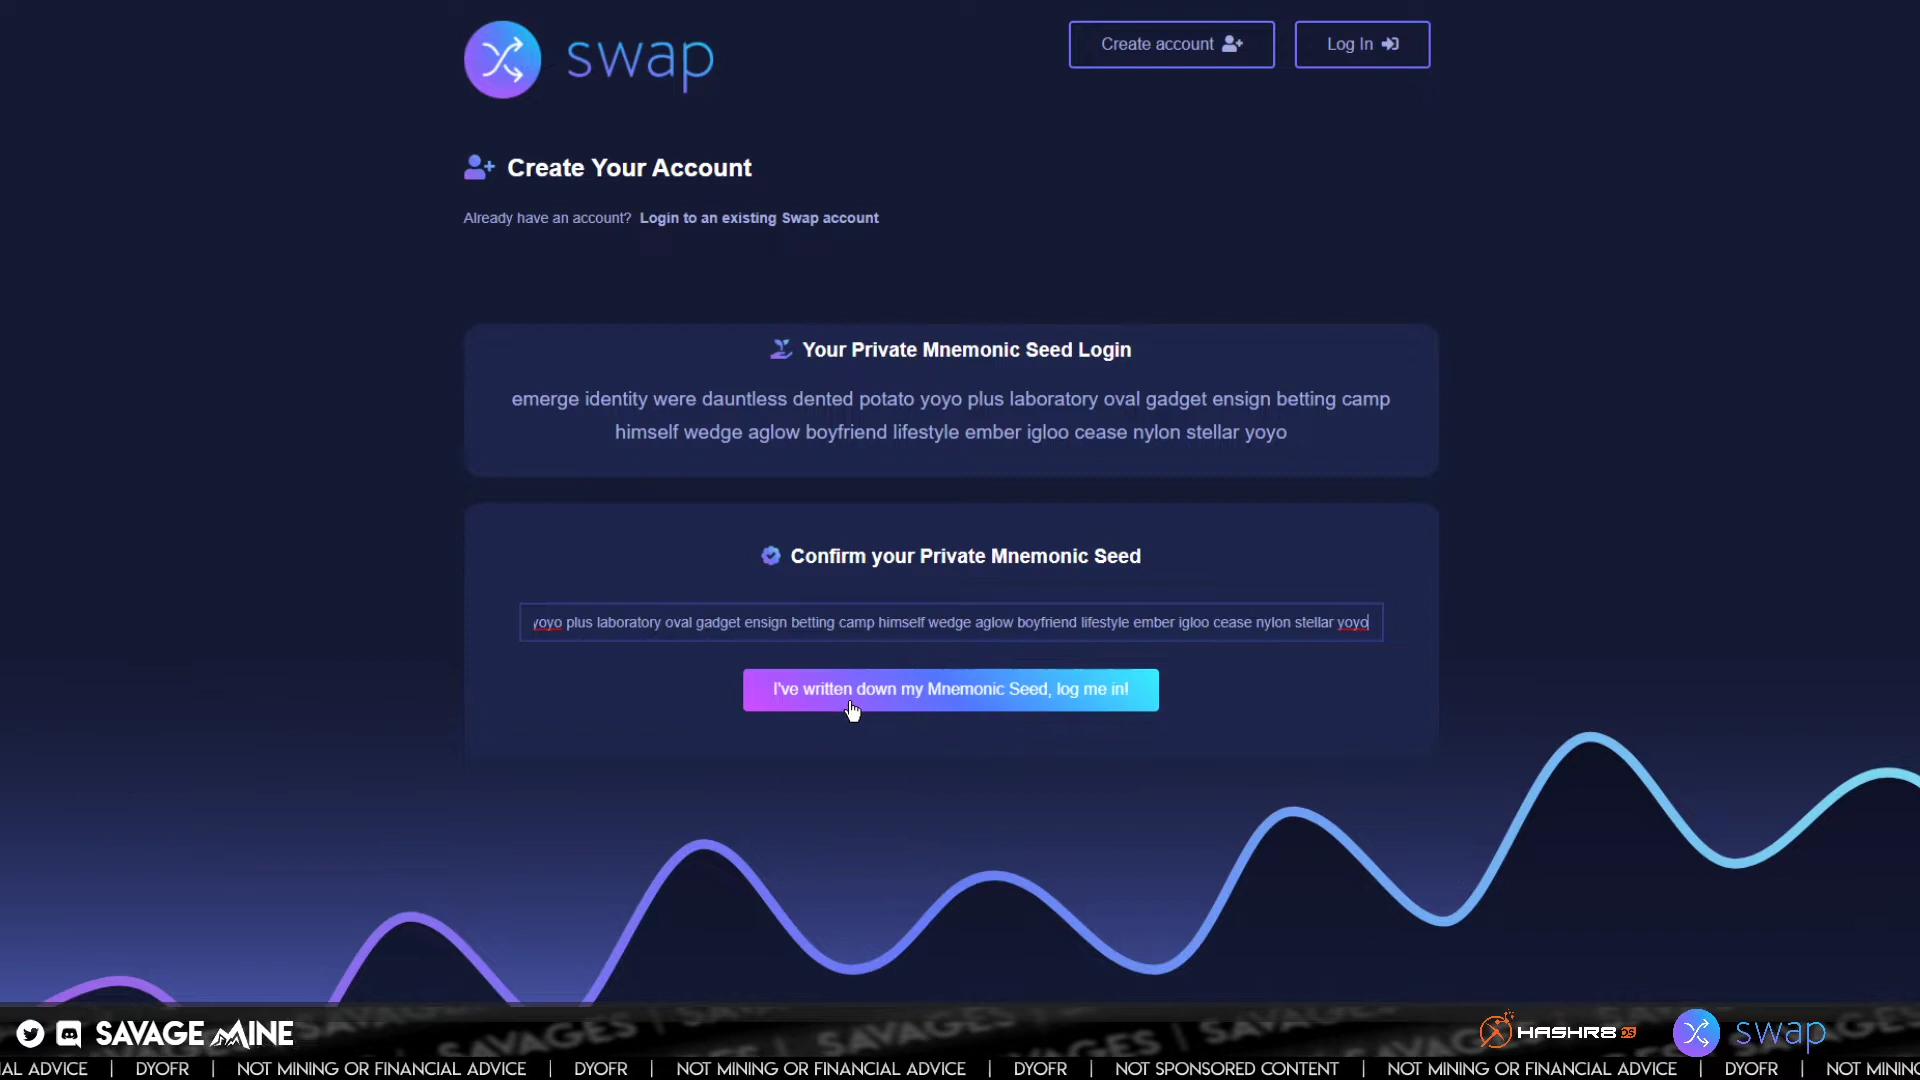 swap
Create account
Log In
Create Your Account
Already have an account? Login to an existing Swap account
Your Private Mnemonic Seed Login
emerge identity were dauntless dented potato yoyo plus laboratory oval gadget ensign betting camp
himself wedge aglow boyfriend lifestyle ember igloo cease nylon stellar yoyo
Confirm your Private Mnemonic Seed
yoyo plus laboratory oval gadget ensign betting camp himself wedge aglow boyfriend lifestyle ember igloo cease nylon stellar yoyo
I've written down my Mnemonic Seed, log me in!
SAVAGE MINE
SAVAGES
HASHR8 OS
swap
AL ADVICE | DYOFR | NOT MINING OR FINANCIAL ADVICE | DYOFR | NOT MINING OR FINANCIAL ADVICE | DYOFR | NOT SPONSORED CONTENT | NOT MINING OR FINANCIAL ADVICE | DYOFR | NOT MINING